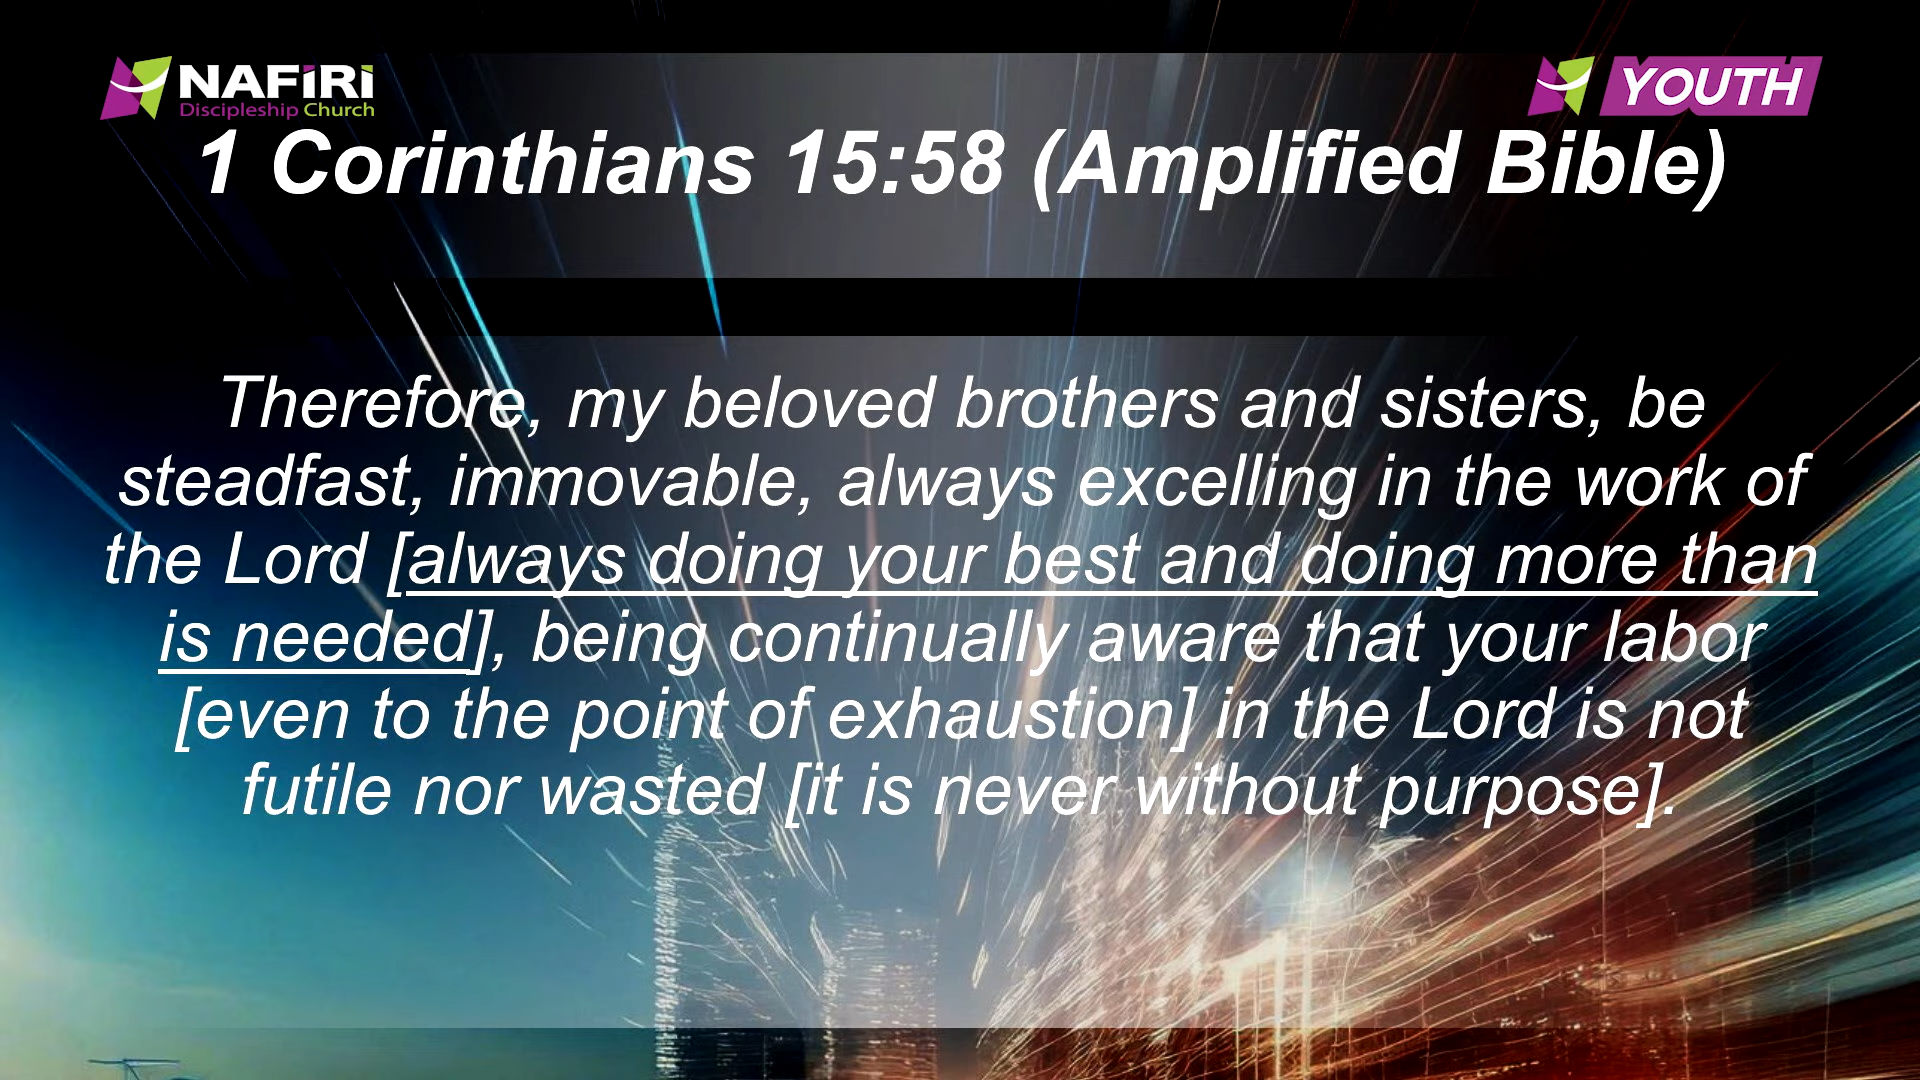 NAFIRI
Discipleship Church
YOUTH
1 Corinthians 15:58 (Amplified Bible)
Therefore, my beloved brothers and sisters, be
steadfast, immovable, always excelling in the work of
the Lord [always doing your best and doing more than
is needed], being continually aware that your labor
[even to the point of exhaustion] in the Lord is not
futile nor wasted [it is never without purpose].